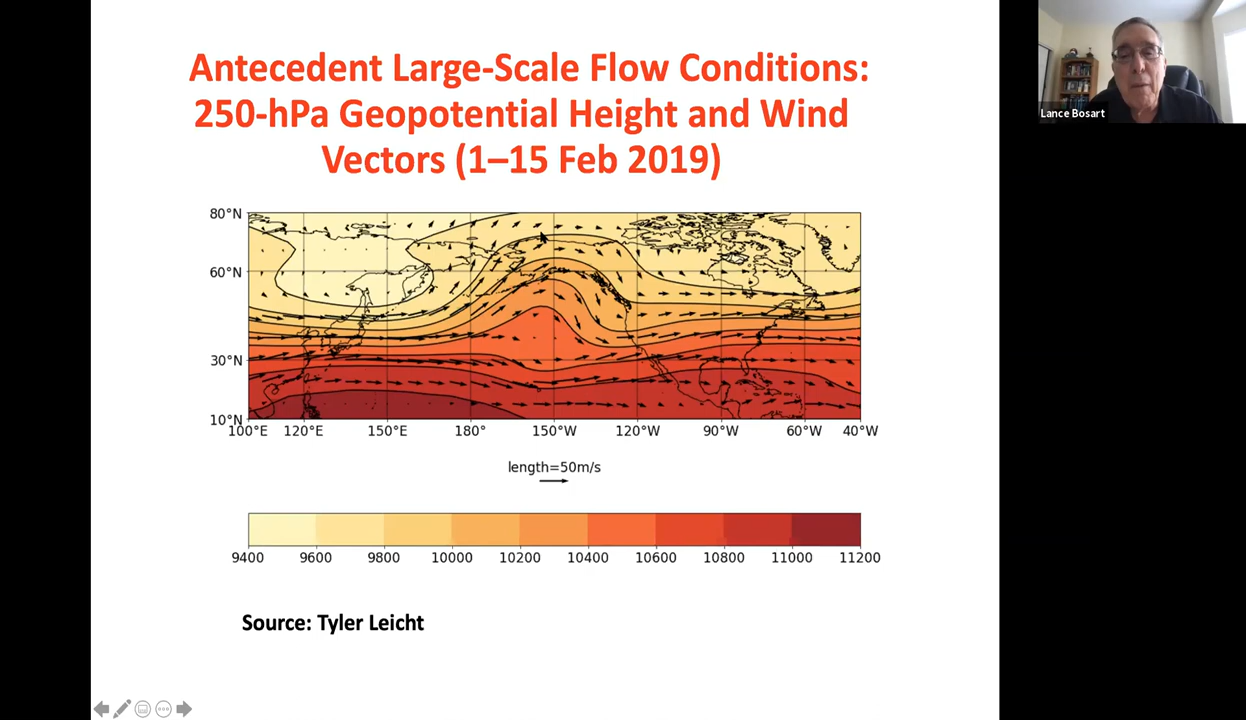 Antecedent Large-Scale Flow Conditions:
250-hPa Geopotential Height and Wind
Vectors (1–15 Feb 2019)
Lance Bosart
80°N
60°N
30°N
10°N
100°E 120°E 150°E 180° 150°W 120°W 90°W 60°W 40°W
length=50m/s
9400 9600 9800 10000 10200 10400 10600 10800 11000 11200
Source: Tyler Leicht